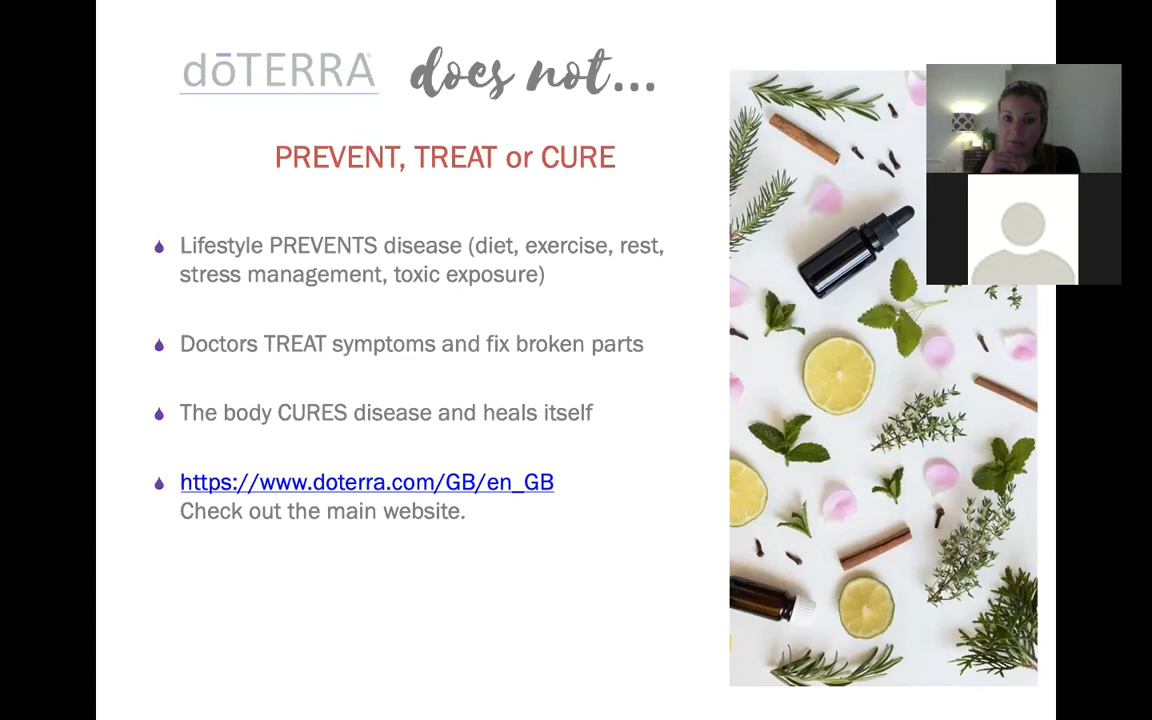 dōTERRA® does not...
PREVENT, TREAT or CURE
Lifestyle PREVENTS disease (diet, exercise, rest,
stress management, toxic exposure)
Doctors TREAT symptoms and fix broken parts
The body CURES disease and heals itself
https://www.doterra.com/GB/en_GB
Check out the main website.